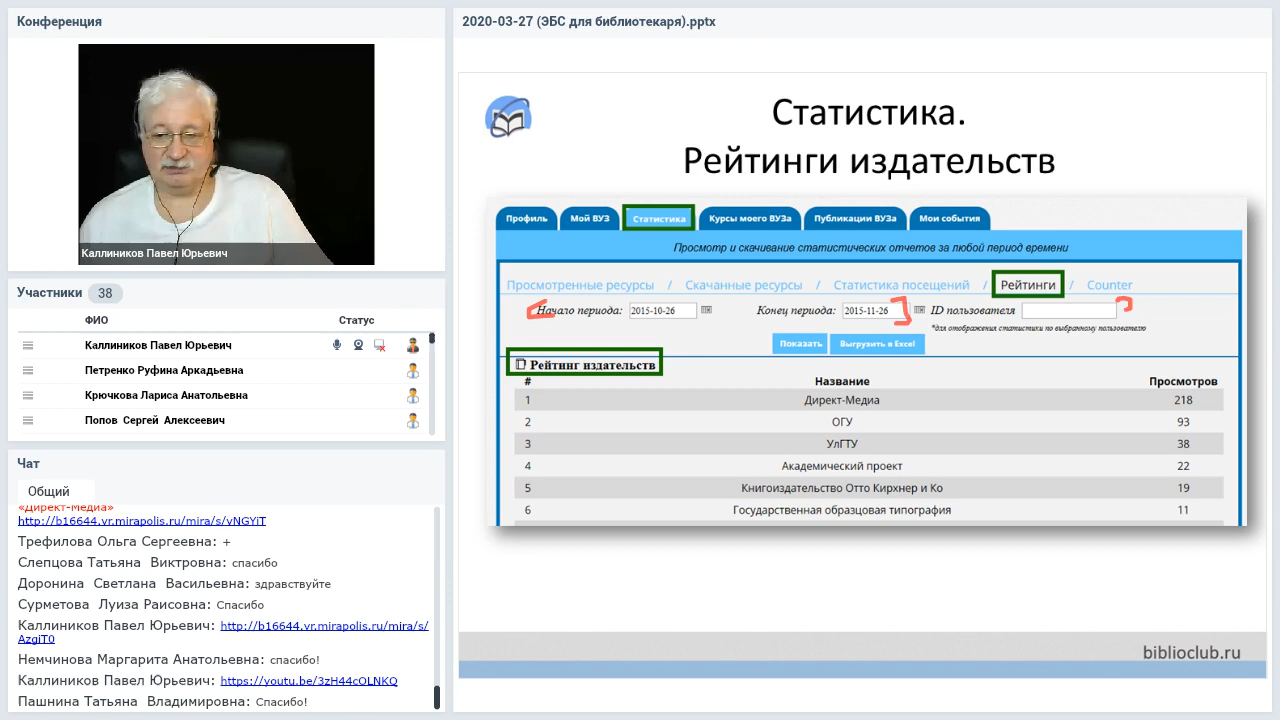 Конференция
Каллиников Павел Юрьевич
Участники 38
ФИО Статус
Каллиников Павел Юрьевич
Петренко Руфина Аркадьевна
Крючкова Лариса Анатольевна
Попов Сергей Алексеевич
Чат
Общий
«Директ-Медиа»
http://b16644.vr.mirapolis.ru/mira/s/vNGYiT
Трефилова Ольга Сергеевна: +
Слепцова Татьяна Виктровна: спасибо
Доронина Светлана Васильевна: здравствуйте
Сурметова Луиза Раисовна: Спасибо
Каллиников Павел Юрьевич: http://b16644.vr.mirapolis.ru/mira/s/
AzgiT0
Немчинова Маргарита Анатольевна: спасибо!
Каллиников Павел Юрьевич: https://youtu.be/3zH44cOLNKQ
Пашнина Татьяна Владимировна: Спасибо!
2020-03-27 (ЭБС для библиотекаря).pptx
Статистика.
Рейтинги издательств
Профиль Мой ВУЗ Статистика Курсы моего ВУЗа Публикации ВУЗа Мои события
Просмотр и скачивание статистических отчетов за любой период времени
Просмотренные ресурсы / Скачанные ресурсы / Статистика посещений / Рейтинги / Counter
Начало периода: 2015-10-26 Конец периода: 2015-11-26 ID пользователя
*для отображения статистики по выбранному пользователю
Показать Выгрузить в Excel
Рейтинг издательств
# Название Просмотров
1 Директ-Медиа 218
2 ОГУ 93
3 УлГТУ 38
4 Академический проект 22
5 Книгоиздательство Отто Кирхнер и Ко 19
6 Государственная образцовая типография 11
biblioclub.ru